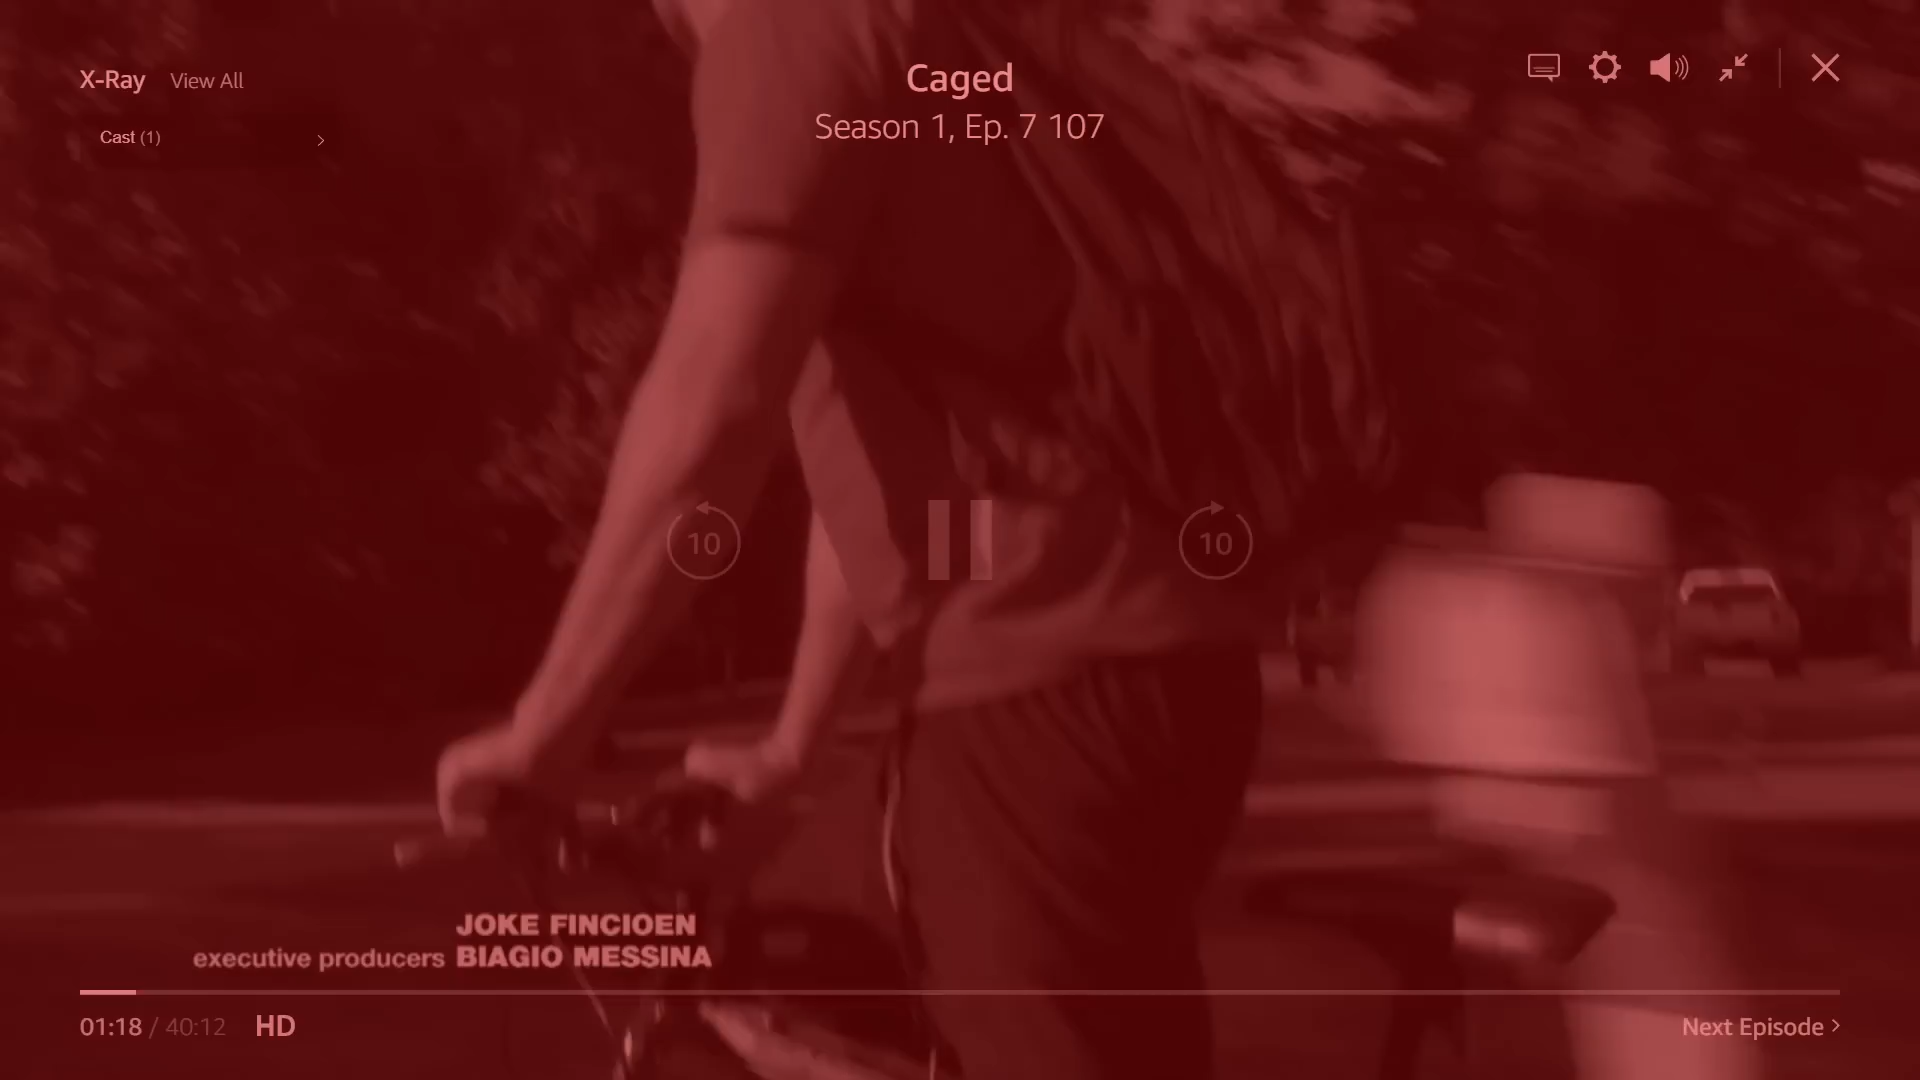 X-Ray View All
Caged
Season 1, Ep. 7 107
Cast (1)
10
10
JOKE FINCIOEN
executive producers BIAGIO MESSINA
01:18 / 40:12 HD
Next Episode